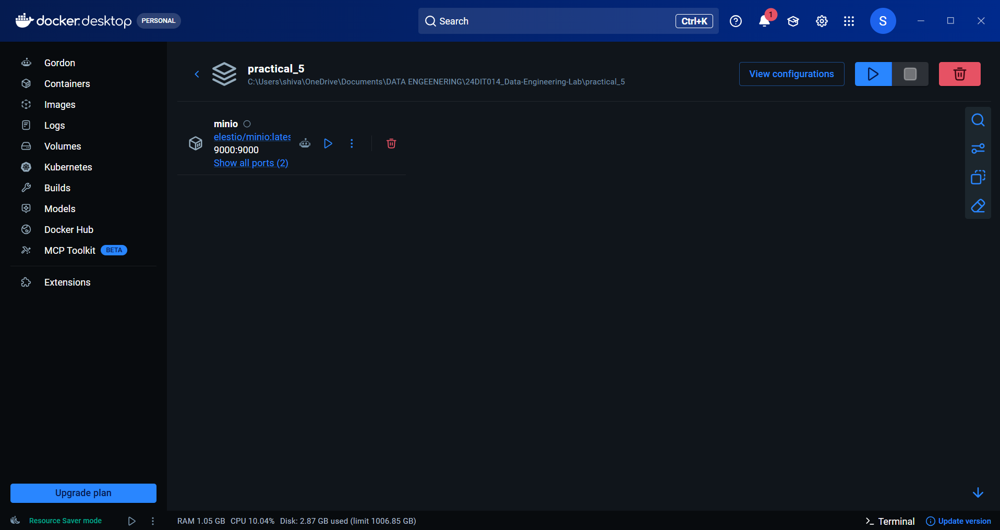 docker.desktop PERSONAL
Search Ctrl+K
1
S
Gordon
Containers
Images
Logs
Volumes
Kubernetes
Builds
Models
Docker Hub
MCP Toolkit BETA
Extensions
Upgrade plan
practical_5
C:\Users\shiva\OneDrive\Documents\DATA ENGEENERING\24DIT014_Data-Engineering-Lab\practical_5
View configurations
minio
elestio/minio:lates
9000:9000
Show all ports (2)
Resource Saver mode
RAM 1.05 GB CPU 10.04% Disk: 2.87 GB used (limit 1006.85 GB)
Terminal
Update version